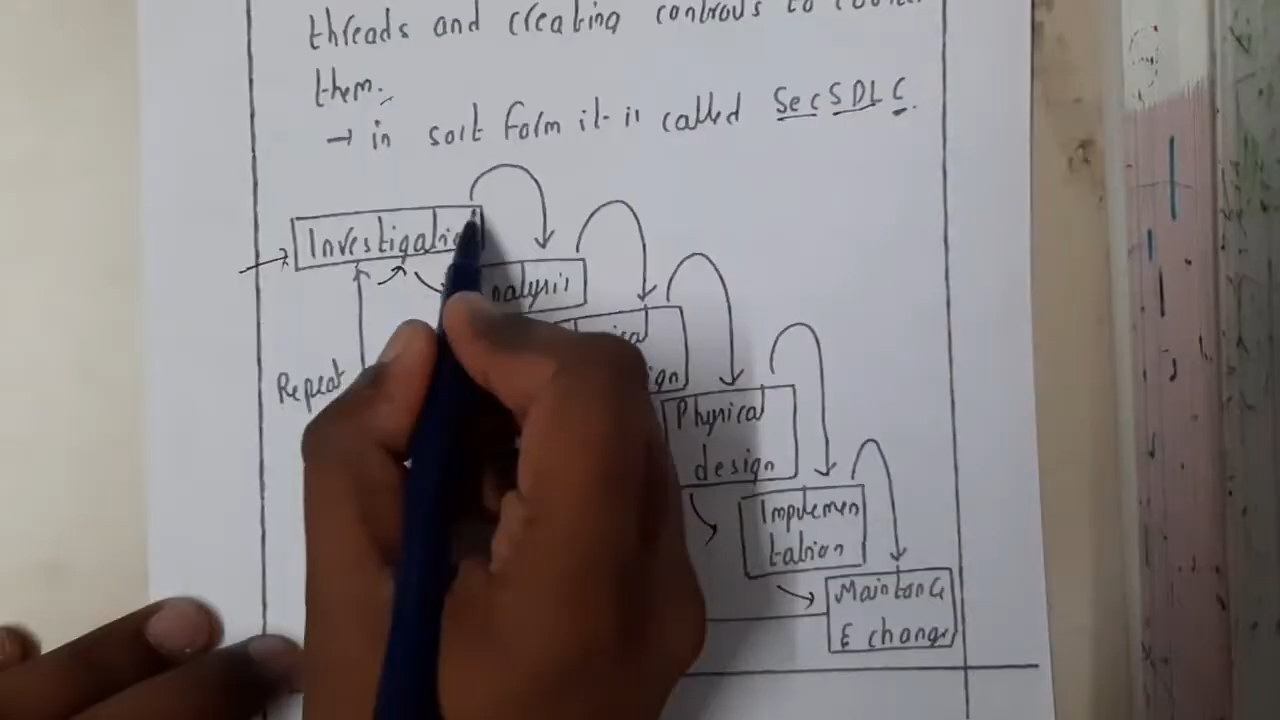 threads and creating controls to
them.
→ in sort form it is called SecSDLC.
Investigatio
nalysis
Repeat
Physical
design
Implemen
tation
Maintance
& change